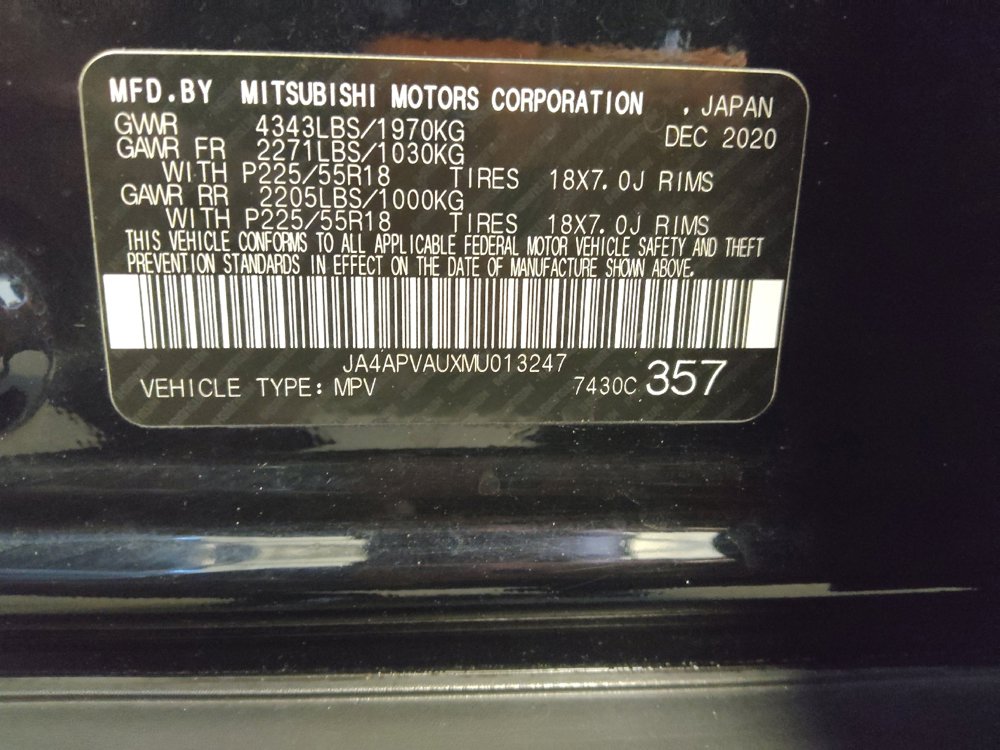 MFD.BY MITSUBISHI MOTORS CORPORATION , JAPAN
GVWR 4343LBS/1970KG DEC 2020
GAWR FR 2271LBS/1030KG
WITH P225/55R18 TIRES 18X7.0J RIMS
GAWR RR 2205LBS/1000KG
WITH P225/55R18 TIRES 18X7.0J RIMS
THIS VEHICLE CONFORMS TO ALL APPLICABLE FEDERAL MOTOR VEHICLE SAFETY AND THEFT
PREVENTION STANDARDS IN EFFECT ON THE DATE OF MANUFACTURE SHOWN ABOVE.
JA4APVAUXMU013247
VEHICLE TYPE: MPV 7430C 357